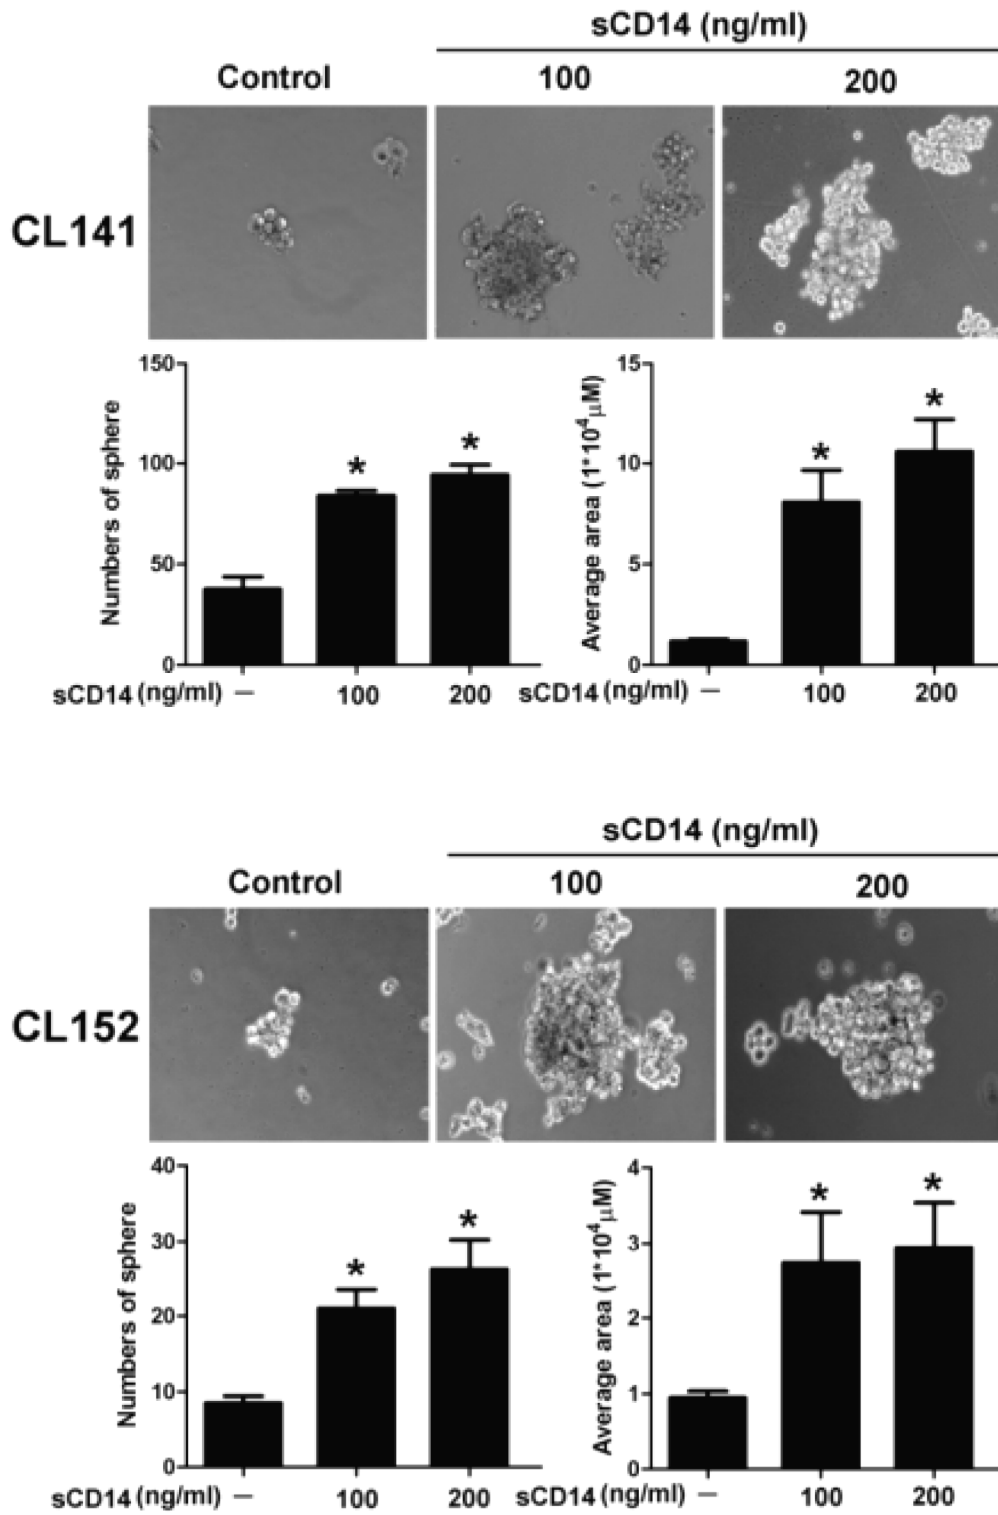 sCD14 (ng/ml)
Control 100 200
CL141
150
100
50
0
Numbers of sphere
* *
sCD14 (ng/ml) – 100 200
15
10
5
0
Average area (1*10⁴μM)
* *
sCD14 (ng/ml) – 100 200
sCD14 (ng/ml)
Control 100 200
CL152
40
30
20
10
0
Numbers of sphere
* *
sCD14 (ng/ml) – 100 200
4
3
2
1
0
Average area (1*10⁴μM)
* *
sCD14 (ng/ml) – 100 200